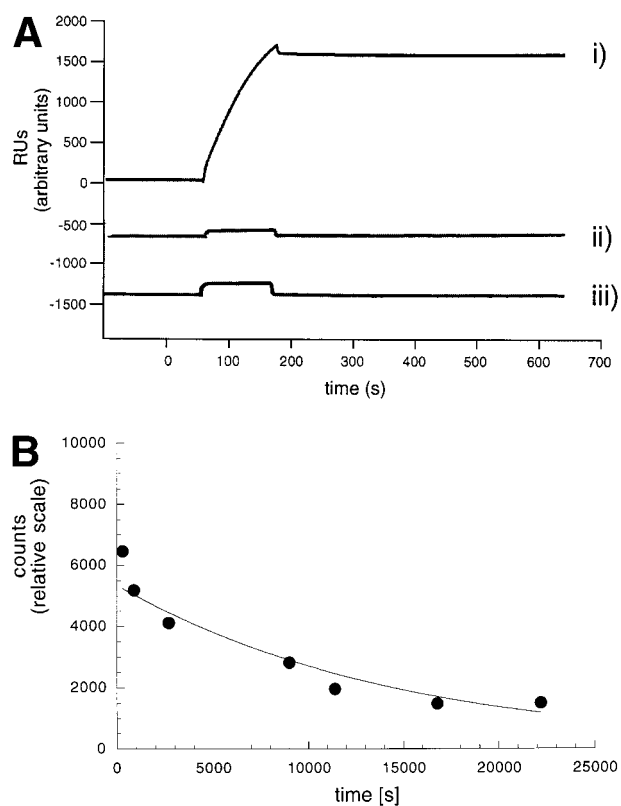 A
2000
1500
1000
500
0
-500
-1000
-1500
RUs
(arbitrary units)
i)
ii)
iii)
0 100 200 300 400 500 600 700
time (s)
B
10000
8000
6000
4000
2000
0
counts
(relative scale)
0 5000 10000 15000 20000 25000
time [s]